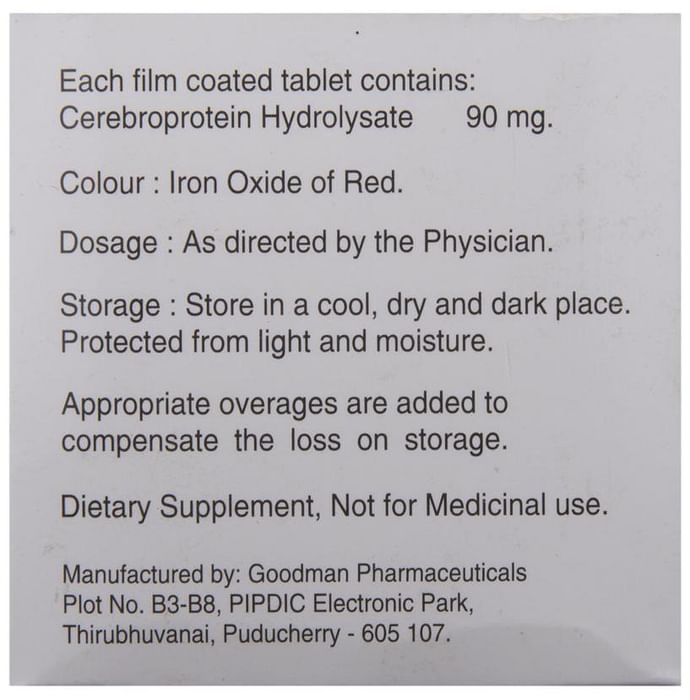 Each film coated tablet contains:
Cerebroprotein Hydrolysate 90 mg.
Colour : Iron Oxide of Red.
Dosage : As directed by the Physician.
Storage : Store in a cool, dry and dark place.
Protected from light and moisture.
Appropriate overages are added to
compensate the loss on storage.
Dietary Supplement, Not for Medicinal use.
Manufactured by: Goodman Pharmaceuticals
Plot No. B3-B8, PIPDIC Electronic Park,
Thirubhuvanai, Puducherry - 605 107.